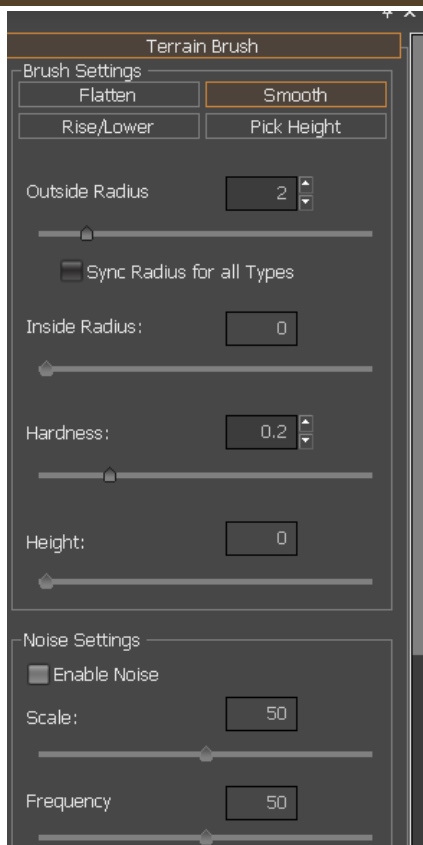 Terrain Brush
Brush Settings
Flatten Smooth
Rise/Lower Pick Height
Outside Radius 2
Sync Radius for all Types
Inside Radius: 0
Hardness: 0.2
Height: 0
Noise Settings
Enable Noise
Scale: 50
Frequency 50